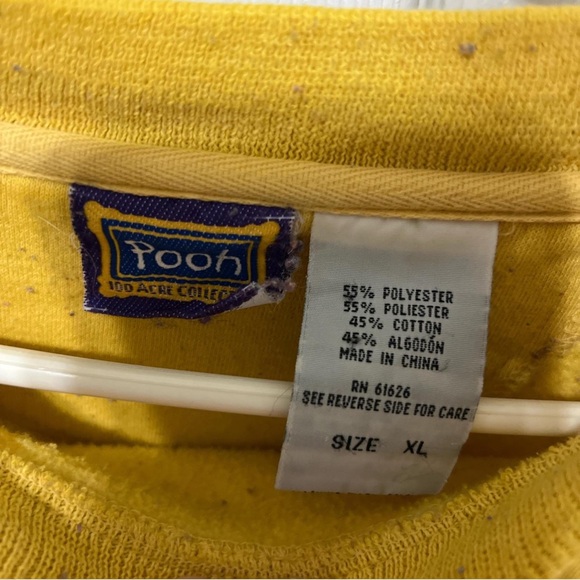 Pooh
100 ACRE COLLEC
55% POLYESTER
55% POLIESTER
45% COTTON
45% ALGODÓN
MADE IN CHINA
RN 61626
SEE REVERSE SIDE FOR CARE
SIZE XL